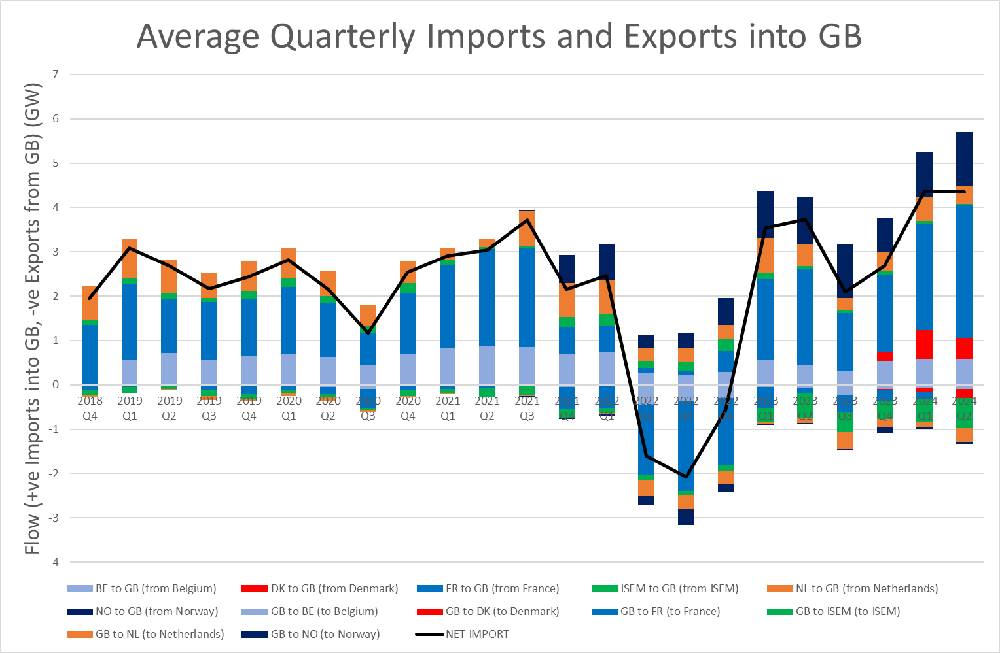 Average Quarterly Imports and Exports into GB
Flow (+ve Imports into GB, -ve Exports from GB) (GW)
7
6
5
4
3
2
1
0
-1
-2
-3
-4
2018 Q4
2019 Q1
2019 Q2
2019 Q3
2019 Q4
2020 Q1
2020 Q2
2020 Q3
2020 Q4
2021 Q1
2021 Q2
2021 Q3
2021 Q4
2022 Q1
2022 Q2
2022 Q3
2022 Q4
2023 Q1
2023 Q2
2023 Q3
2023 Q4
2024 Q1
2024 Q2
BE to GB (from Belgium)
DK to GB (from Denmark)
FR to GB (from France)
ISEM to GB (from ISEM)
NL to GB (from Netherlands)
NO to GB (from Norway)
GB to BE (to Belgium)
GB to DK (to Denmark)
GB to FR (to France)
GB to ISEM (to ISEM)
GB to NL (to Netherlands)
GB to NO (to Norway)
NET IMPORT